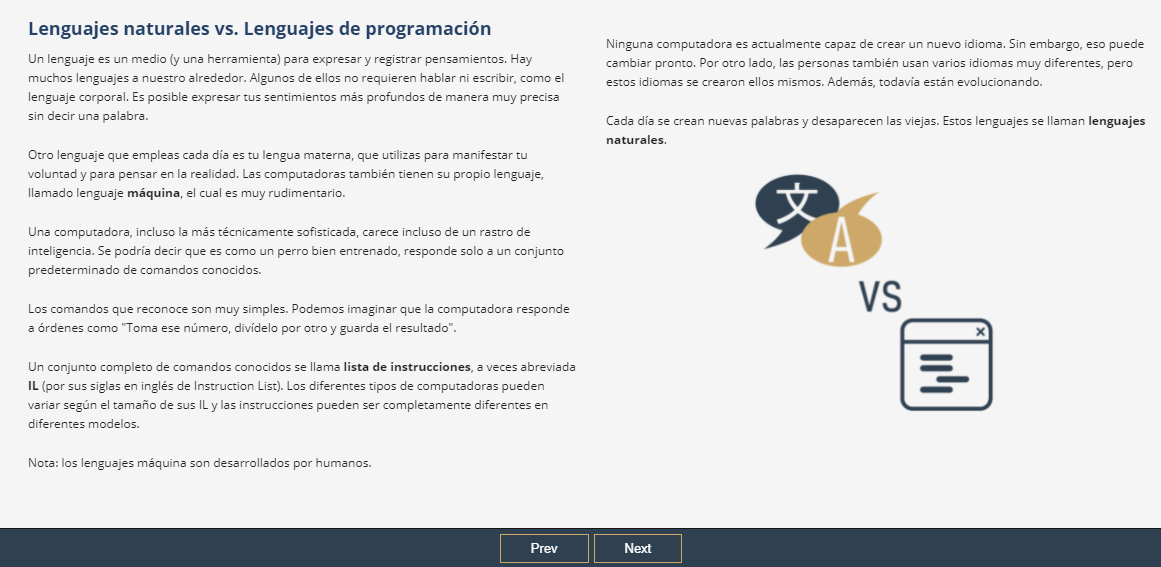 Lenguajes naturales vs. Lenguajes de programación
Un lenguaje es un medio (y una herramienta) para expresar y registrar pensamientos. Hay
muchos lenguajes a nuestro alrededor. Algunos de ellos no requieren hablar ni escribir, como el
lenguaje corporal. Es posible expresar tus sentimientos más profundos de manera muy precisa
sin decir una palabra.
Otro lenguaje que empleas cada día es tu lengua materna, que utilizas para manifestar tu
voluntad y para pensar en la realidad. Las computadoras también tienen su propio lenguaje,
llamado lenguaje máquina, el cual es muy rudimentario.
Una computadora, incluso la más técnicamente sofisticada, carece incluso de un rastro de
inteligencia. Se podría decir que es como un perro bien entrenado, responde solo a un conjunto
predeterminado de comandos conocidos.
Los comandos que reconoce son muy simples. Podemos imaginar que la computadora responde
a órdenes como "Toma ese número, divídelo por otro y guarda el resultado".
Un conjunto completo de comandos conocidos se llama lista de instrucciones, a veces abreviada
IL (por sus siglas en inglés de Instruction List). Los diferentes tipos de computadoras pueden
variar según el tamaño de sus IL y las instrucciones pueden ser completamente diferentes en
diferentes modelos.
Nota: los lenguajes máquina son desarrollados por humanos.
Ninguna computadora es actualmente capaz de crear un nuevo idioma. Sin embargo, eso puede
cambiar pronto. Por otro lado, las personas también usan varios idiomas muy diferentes, pero
estos idiomas se crearon ellos mismos. Además, todavía están evolucionando.
Cada día se crean nuevas palabras y desaparecen las viejas. Estos lenguajes se llaman lenguajes
naturales.
文
A
VS
Prev
Next